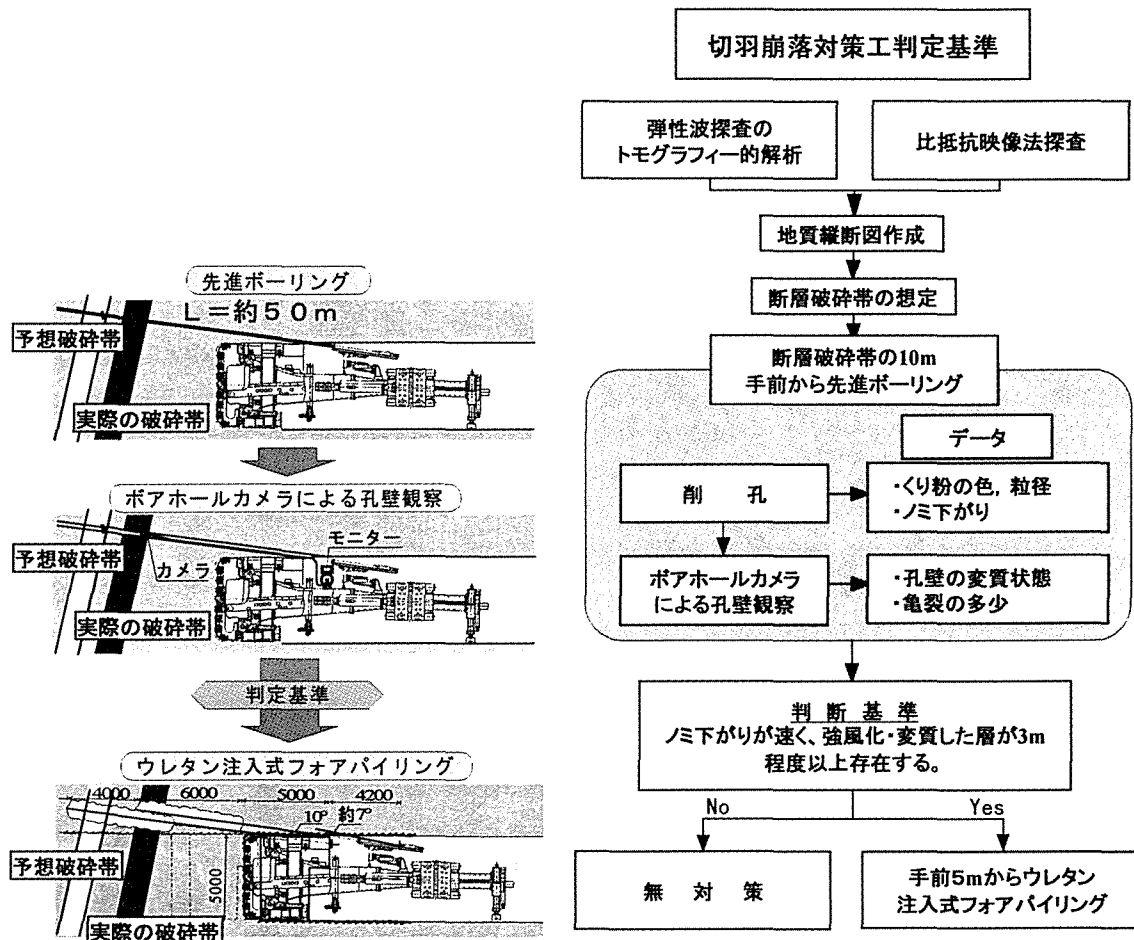 先進ボーリング
L=約50m
予想破砕帯
実際の破砕帯
ボアホールカメラによる孔壁観察
モニター
予想破砕帯
カメラ
実際の破砕帯
判定基準
ウレタン注入式フォアパイリング
4000 6000 5000 4200
10° 約7°
予想破砕帯
5000
実際の破砕帯
切羽崩落対策工判定基準
弾性波探査の
トモグラフィー的解析
比抵抗映像法探査
地質縦断図作成
断層破砕帯の想定
断層破砕帯の10m
手前から先進ボーリング
データ
削 孔
・くり粉の色, 粒径
・ノミ下がり
ボアホールカメラ
による孔壁観察
・孔壁の変質状態
・亀裂の多少
判 断 基 準
ノミ下がりが速く、強風化・変質した層が3m
程度以上存在する。
No
Yes
無 対 策
手前5mからウレタン
注入式フォアパイリング